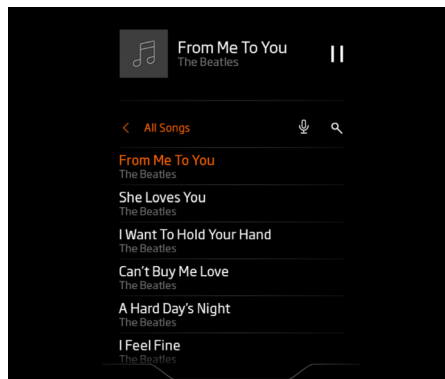 From Me To You
The Beatles
All Songs
From Me To You
The Beatles
She Loves You
The Beatles
I Want To Hold Your Hand
The Beatles
Can't Buy Me Love
The Beatles
A Hard Day's Night
The Beatles
I Feel Fine
The Beatles